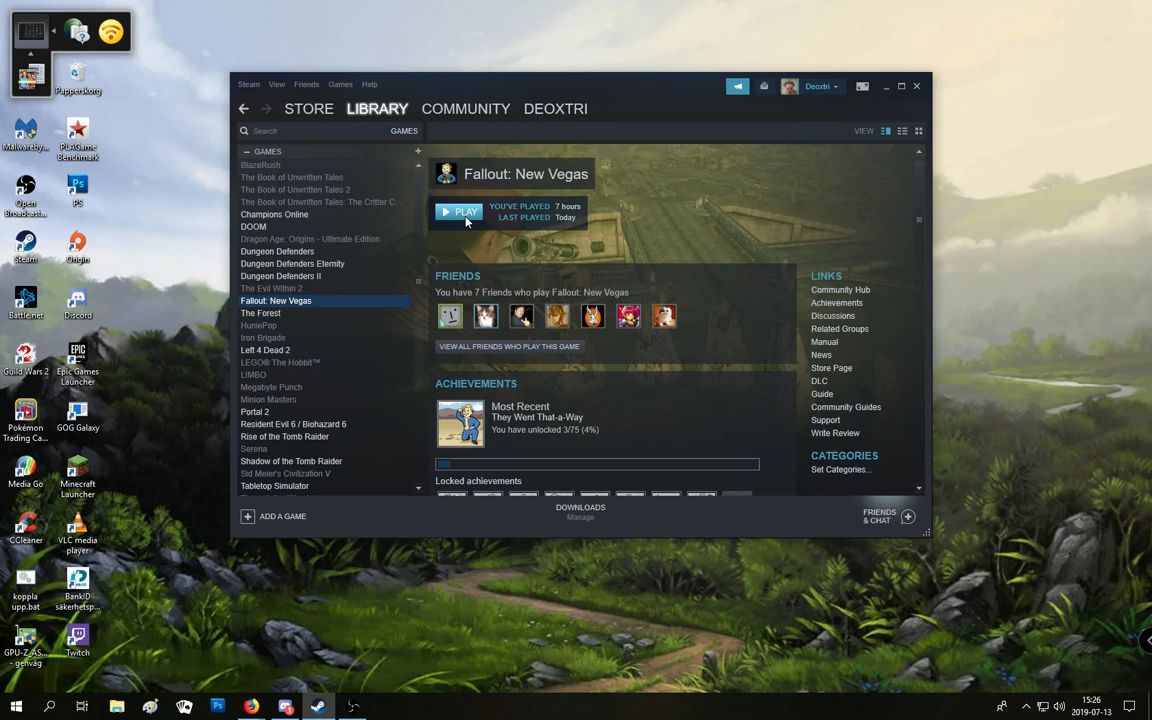 Papperskorg
Malwareby...
PLAGame
Benchmark
Open
Broadcast...
PS
Steam
Origin
Battle.net
Discord
Guild Wars 2
Epic Games
Launcher
Pokémon
Trading Ca...
GOG Galaxy
Media Go
Minecraft
Launcher
CCleaner
VLC media
player
koppla
upp.bat
BankID
säkerhetsp...
GPU-Z_AS...
- genväg
Twitch
Steam View Friends Games Help
Deoxtri
STORE LIBRARY COMMUNITY DEOXTRI
Search GAMES
VIEW
GAMES
BlazeRush
The Book of Unwritten Tales
The Book of Unwritten Tales 2
The Book of Unwritten Tales: The Critter C...
Champions Online
DOOM
Dragon Age: Origins - Ultimate Edition
Dungeon Defenders
Dungeon Defenders Eternity
Dungeon Defenders II
The Evil Within 2
Fallout: New Vegas
The Forest
HuniePop
Iron Brigade
Left 4 Dead 2
LEGO® The Hobbit™
LIMBO
Megabyte Punch
Minion Masters
Portal 2
Resident Evil 6 / Biohazard 6
Rise of the Tomb Raider
Serena
Shadow of the Tomb Raider
Sid Meier's Civilization V
Tabletop Simulator
Fallout: New Vegas
PLAY
YOU'VE PLAYED 7 hours
LAST PLAYED Today
FRIENDS
You have 7 Friends who play Fallout: New Vegas
VIEW ALL FRIENDS WHO PLAY THIS GAME
ACHIEVEMENTS
Most Recent
They Went That-a-Way
You have unlocked 3/75 (4%)
Locked achievements
LINKS
Community Hub
Achievements
Discussions
Related Groups
Manual
News
Store Page
DLC
Guide
Community Guides
Support
Write Review
CATEGORIES
Set Categories...
ADD A GAME
DOWNLOADS
Manage
FRIENDS
& CHAT
15:26
2019-07-13